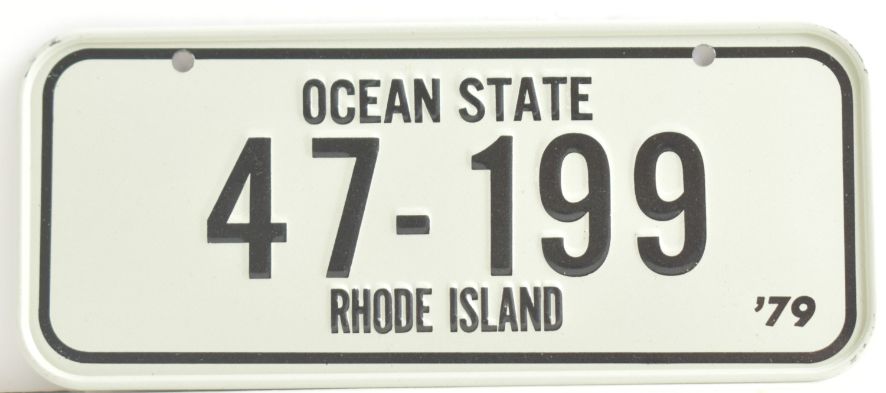 OCEAN STATE
47-199
RHODE ISLAND
'79